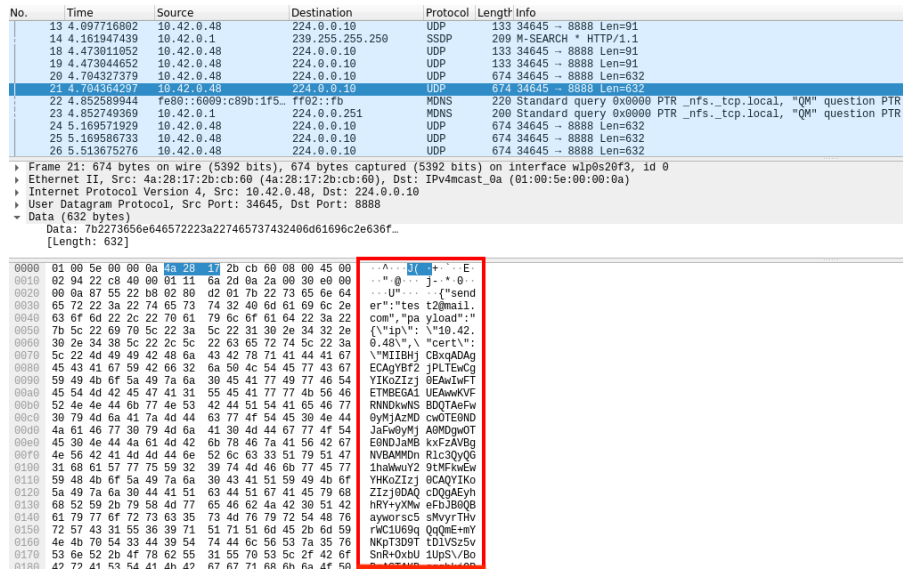 No. Time Source Destination Protocol Length Info
13 4.097716802 10.42.0.48 224.0.0.10 UDP 133 34645 → 8888 Len=91
14 4.161947439 10.42.0.1 239.255.255.250 SSDP 209 M-SEARCH * HTTP/1.1
18 4.473011052 10.42.0.48 224.0.0.10 UDP 133 34645 → 8888 Len=91
19 4.473044652 10.42.0.48 224.0.0.10 UDP 133 34645 → 8888 Len=91
20 4.704327379 10.42.0.48 224.0.0.10 UDP 674 34645 → 8888 Len=632
21 4.704364297 10.42.0.48 224.0.0.10 UDP 674 34645 → 8888 Len=632
22 4.852589944 fe80::6009:c89b:1f5… ff02::fb MDNS 220 Standard query 0x0000 PTR _nfs._tcp.local, "QM" question PTR
23 4.852749369 10.42.0.1 224.0.0.251 MDNS 200 Standard query 0x0000 PTR _nfs._tcp.local, "QM" question PTR
24 5.169571929 10.42.0.48 224.0.0.10 UDP 674 34645 → 8888 Len=632
25 5.169586733 10.42.0.48 224.0.0.10 UDP 674 34645 → 8888 Len=632
26 5.513675276 10.42.0.48 224.0.0.10 UDP 674 34645 → 8888 Len=632
Frame 21: 674 bytes on wire (5392 bits), 674 bytes captured (5392 bits) on interface wlp0s20f3, id 0
Ethernet II, Src: 4a:28:17:2b:cb:60 (4a:28:17:2b:cb:60), Dst: IPv4mcast_0a (01:00:5e:00:00:0a)
Internet Protocol Version 4, Src: 10.42.0.48, Dst: 224.0.0.10
User Datagram Protocol, Src Port: 34645, Dst Port: 8888
Data (632 bytes)
Data: 7b2273656e646572223a227465737432406d61696c2e636f…
[Length: 632]
0000 01 00 5e 00 00 0a 4a 28 17 2b cb 60 08 00 45 00 ··^···J( ·+·`··E·
0010 02 94 22 c8 40 00 01 11 6a 2d 0a 2a 00 30 e0 00 ··"·@··· j-·*·0··
0020 00 0a 87 55 22 b8 02 80 d2 01 7b 22 73 65 6e 64 ···U"··· ··{"send
0030 65 72 22 3a 22 74 65 73 74 32 40 6d 61 69 6c 2e er":"tes t2@mail.
0040 63 6f 6d 22 2c 22 70 61 79 6c 6f 61 64 22 3a 22 com","pa yload":"
0050 7b 5c 22 69 70 5c 22 3a 5c 22 31 30 2e 34 32 2e {\"ip\": \"10.42.
0060 30 2e 34 38 5c 22 2c 5c 22 63 65 72 74 5c 22 3a 0.48\",\ "cert\":
0070 5c 22 4d 49 49 42 48 6a 43 42 78 71 41 44 41 67 \"MIIBHj CBxqADAg
0080 45 43 41 67 59 42 66 32 6a 50 4c 54 45 77 43 67 ECAgYBf2 jPLTEwCg
0090 59 49 4b 6f 5a 49 7a 6a 30 45 41 77 49 77 46 54 YIKoZIzj 0EAwIwFT
00a0 45 54 4d 42 45 47 41 31 55 45 41 77 77 4b 56 46 ETMBEGA1 UEAwwKVF
00b0 52 4e 4e 44 6b 77 4e 53 42 44 51 54 41 65 46 77 RNNDkwNS BDQTAeFw
00c0 30 79 4d 6a 41 7a 4d 44 63 77 4f 54 45 30 4e 44 0yMjAzMD cwOTE0ND
00d0 4a 61 46 77 30 79 4d 6a 41 30 4d 44 67 77 4f 54 JaFw0yMj A0MDgwOT
00e0 45 30 4e 44 4a 61 4d 42 6b 78 46 7a 41 56 42 67 E0NDJaMB kxFzAVBg
00f0 4e 56 42 41 4d 4d 44 6e 52 6c 63 33 51 79 51 47 NVBAMMDn Rlc3QyQG
0100 31 68 61 57 77 75 59 32 39 74 4d 46 6b 77 45 77 1haWwuY2 9tMFkwEw
0110 59 48 4b 6f 5a 49 7a 6a 30 43 41 51 59 49 4b 6f YHKoZIzj 0CAQYIKo
0120 5a 49 7a 6a 30 44 41 51 63 44 51 67 41 45 79 68 ZIzj0DAQ cDQgAEyh
0130 68 52 59 2b 79 58 4d 77 65 46 62 4a 42 30 51 42 hRY+yXMw eFbJB0QB
0140 61 79 77 6f 72 73 63 35 73 4d 76 79 72 54 48 76 ayworsc5 sMvyrTHv
0150 72 57 43 31 55 36 39 71 51 71 51 6d 45 2b 6d 59 rWC1U69q QqQmE+mY
0160 4e 4b 70 54 33 44 39 54 74 44 6c 56 53 7a 35 76 NKpT3D9T tDlVSz5v
0170 53 6e 52 2b 4f 78 62 55 31 55 70 53 5c 2f 42 6f SnR+OxbU 1UpS\/Bo